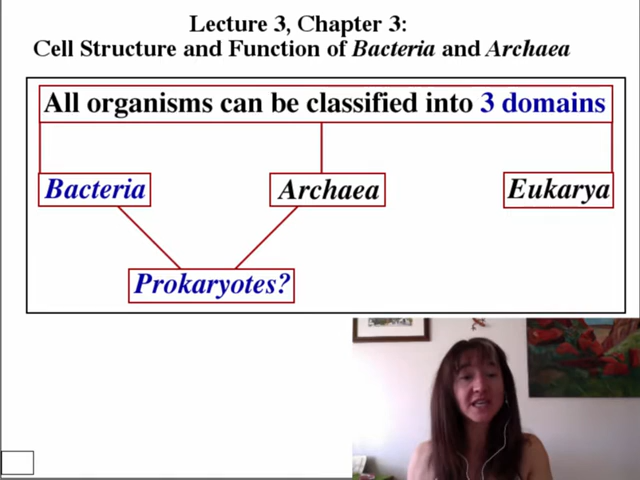 Lecture 3, Chapter 3:
Cell Structure and Function of Bacteria and Archaea
All organisms can be classified into 3 domains
Bacteria Archaea Eukarya
Prokaryotes?